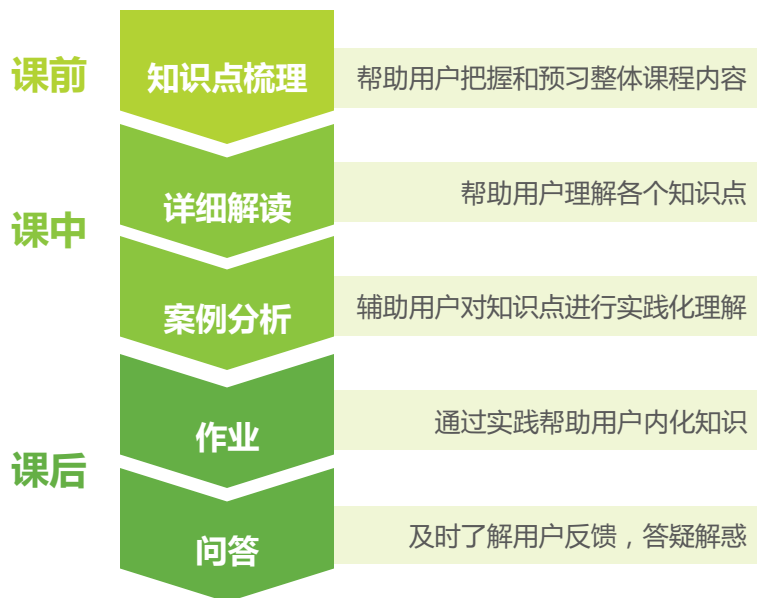 课前
知识点梳理
帮助用户把握和预习整体课程内容
课中
详细解读
帮助用户理解各个知识点
案例分析
辅助用户对知识点进行实践化理解
课后
作业
通过实践帮助用户内化知识
问答
及时了解用户反馈，答疑解惑